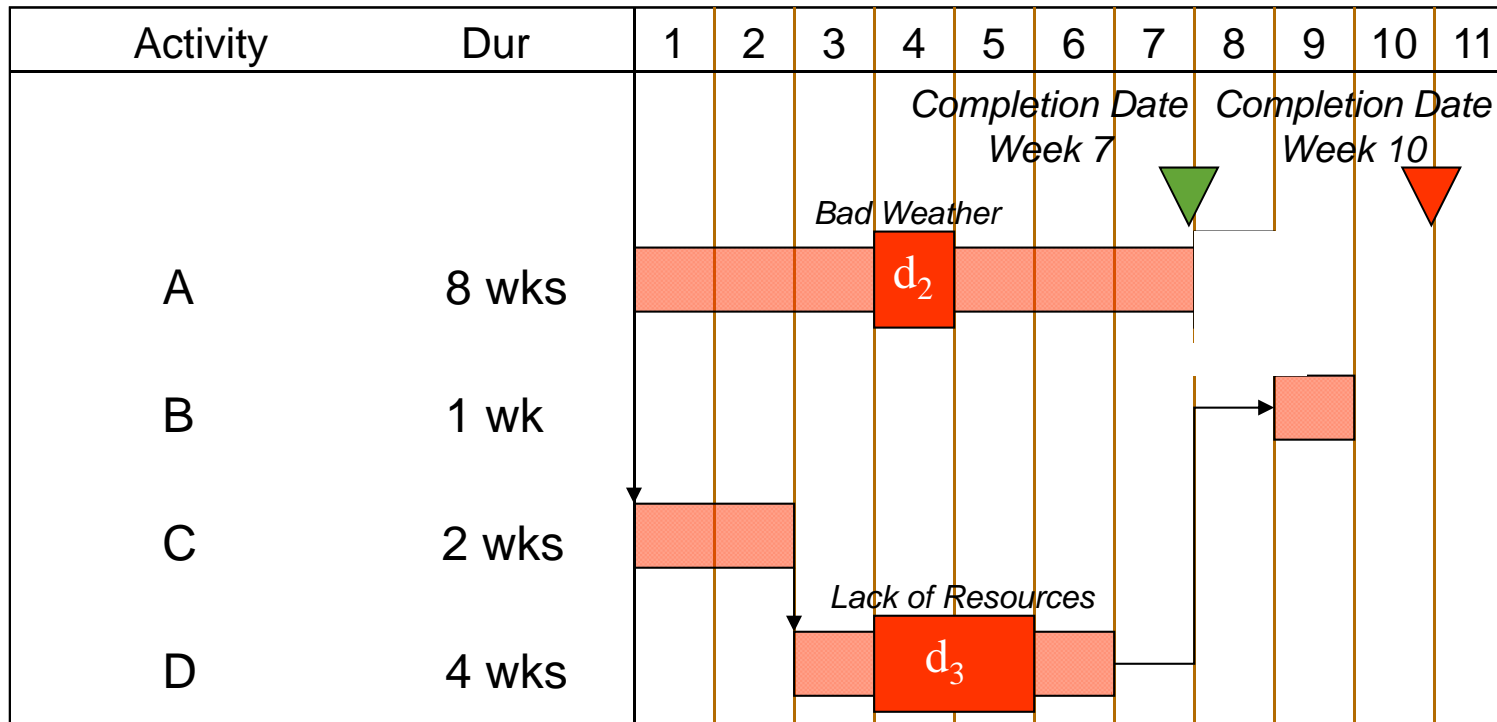 Activity Dur 1 2 3 4 5 6 7 8 9 10 11
Completion Date Completion Date
Week 7 Week 10
Bad Weather
A 8 wks d₂
B 1 wk
C 2 wks
Lack of Resources
D 4 wks d₃